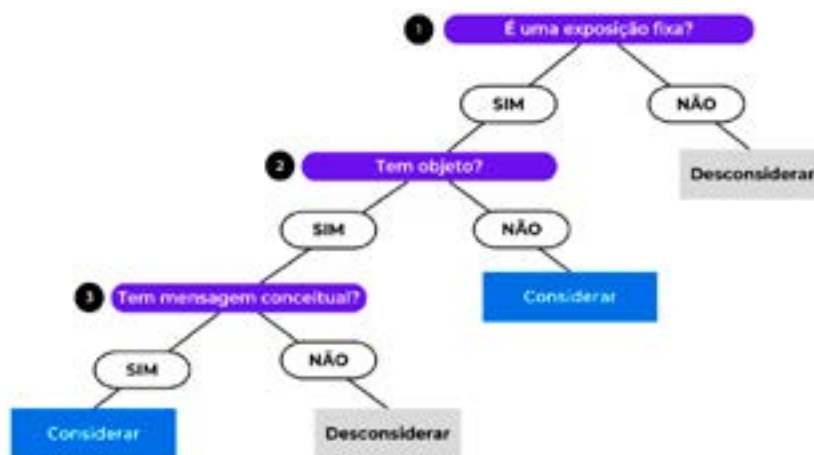 1 É uma exposição fixa?
SIM
NÃO
Desconsiderar
2 Tem objeto?
SIM
NÃO
Considerar
3 Tem mensagem conceitual?
SIM
NÃO
Considerar
Desconsiderar